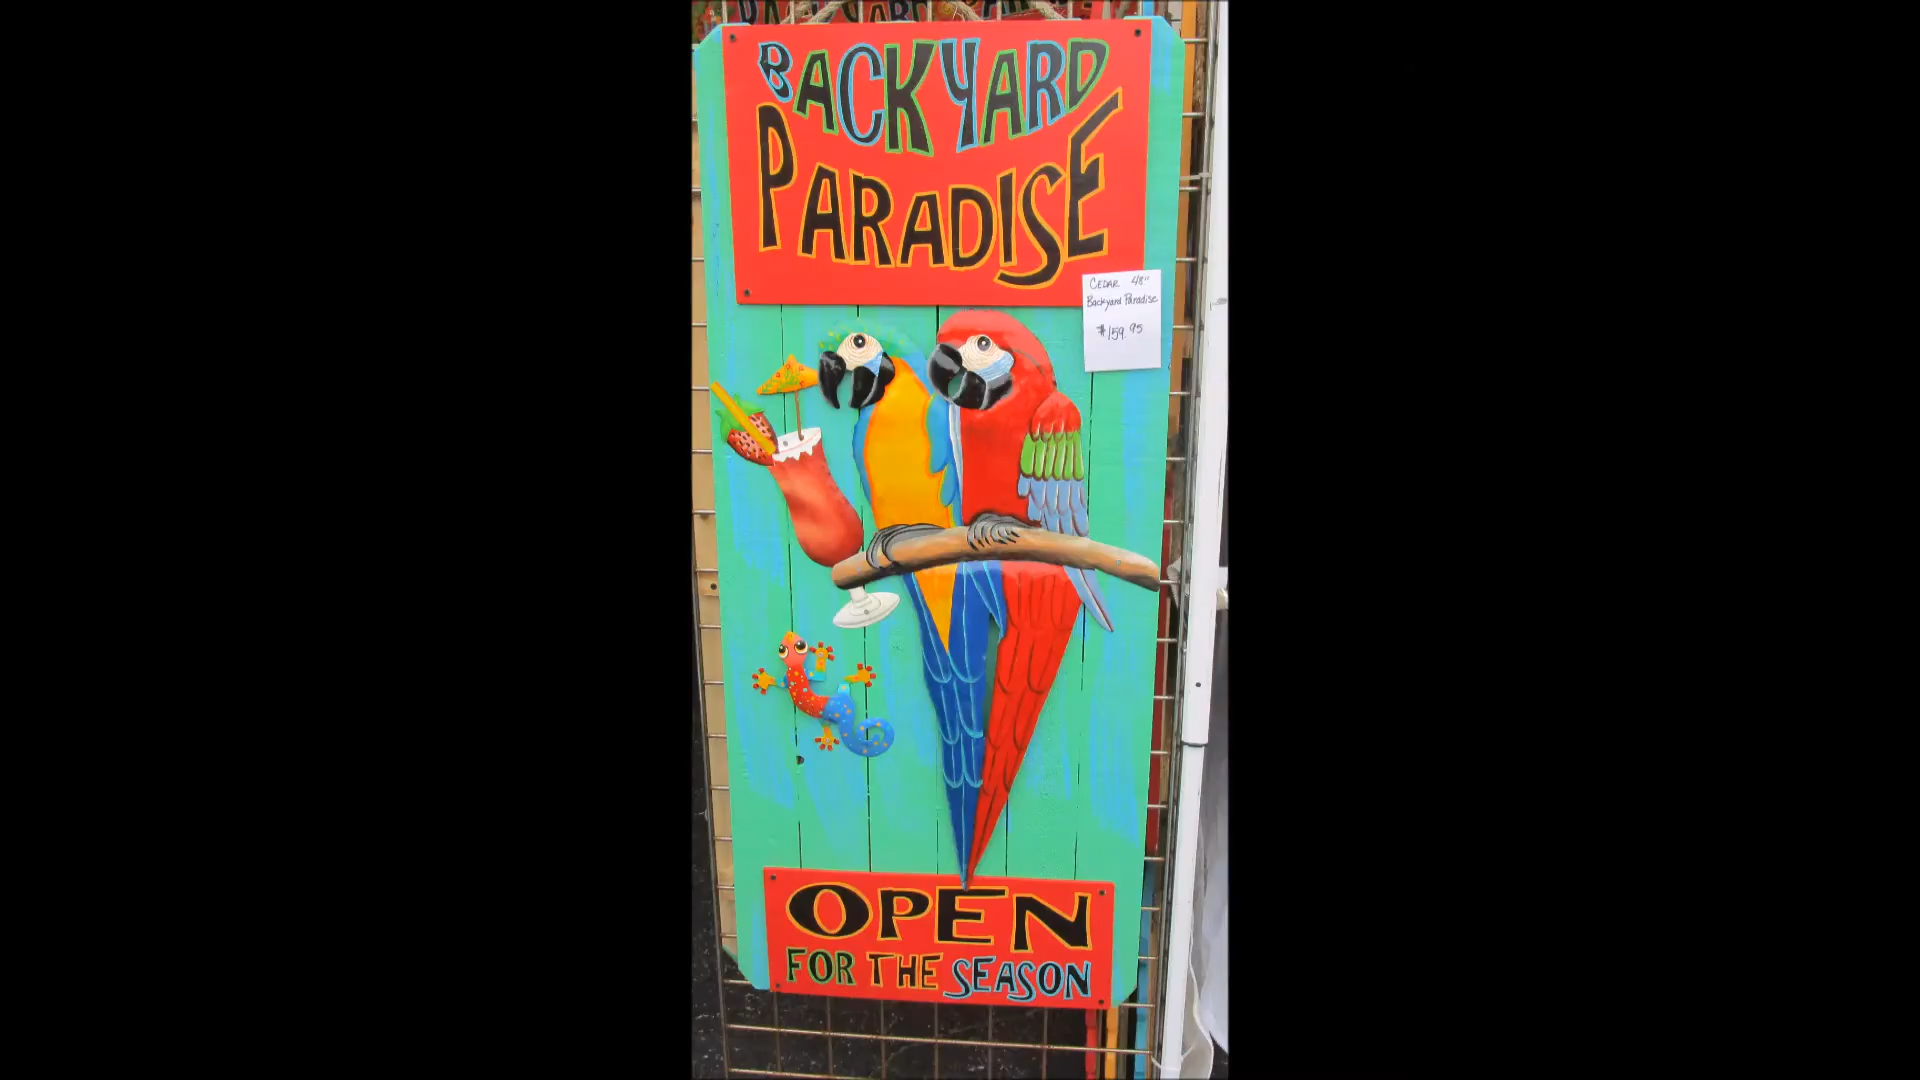 BACKYARD
PARADISE
CEDAR 48"
Backyard Paradise
$159.95
OPEN
FOR THE SEASON